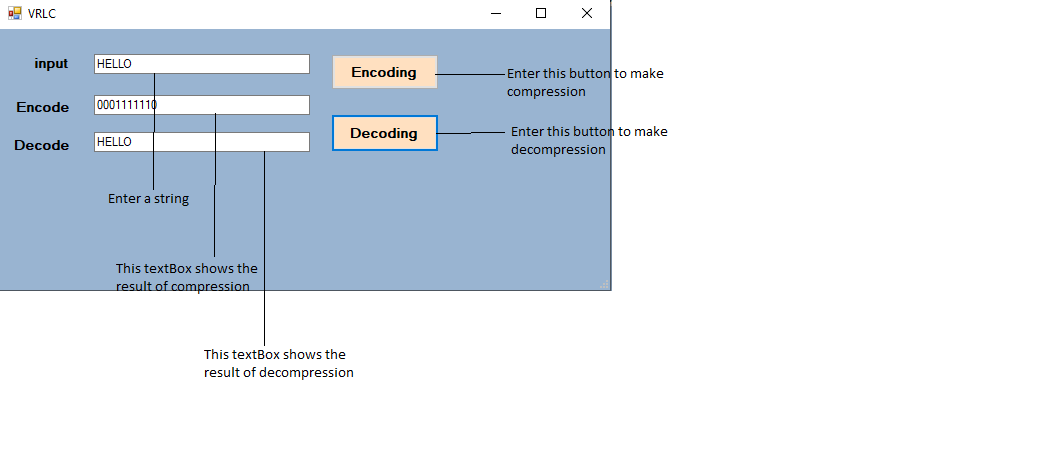 VRLC
input
HELLO
Encoding
Enter this button to make
compression
Encode
0001111110
Decoding
Enter this button to make
decompression
Decode
HELLO
Enter a string
This textBox shows the
result of compression
This textBox shows the
result of decompression